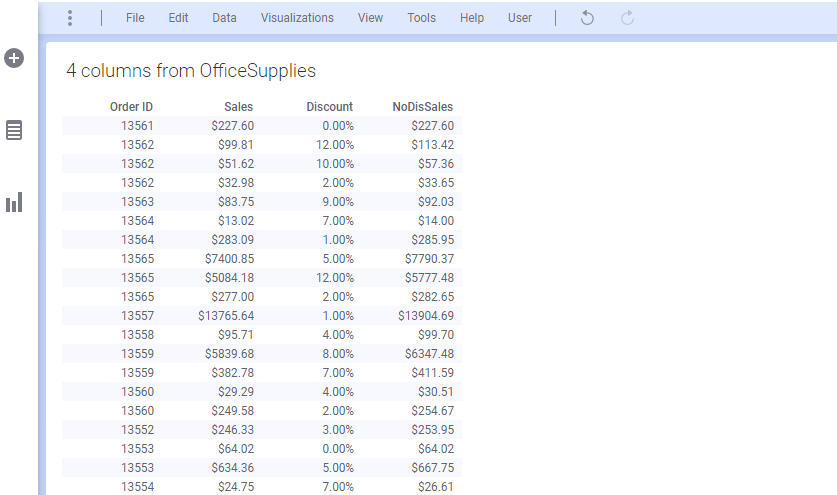 File Edit Data Visualizations View Tools Help User
4 columns from OfficeSupplies
Order ID Sales Discount NoDisSales
13561 $227.60 0.00% $227.60
13562 $99.81 12.00% $113.42
13562 $51.62 10.00% $57.36
13562 $32.98 2.00% $33.65
13563 $83.75 9.00% $92.03
13564 $13.02 7.00% $14.00
13564 $283.09 1.00% $285.95
13565 $7400.85 5.00% $7790.37
13565 $5084.18 12.00% $5777.48
13565 $277.00 2.00% $282.65
13557 $13765.64 1.00% $13904.69
13558 $95.71 4.00% $99.70
13559 $5839.68 8.00% $6347.48
13559 $382.78 7.00% $411.59
13560 $29.29 4.00% $30.51
13560 $249.58 2.00% $254.67
13552 $246.33 3.00% $253.95
13553 $64.02 0.00% $64.02
13553 $634.36 5.00% $667.75
13554 $24.75 7.00% $26.61